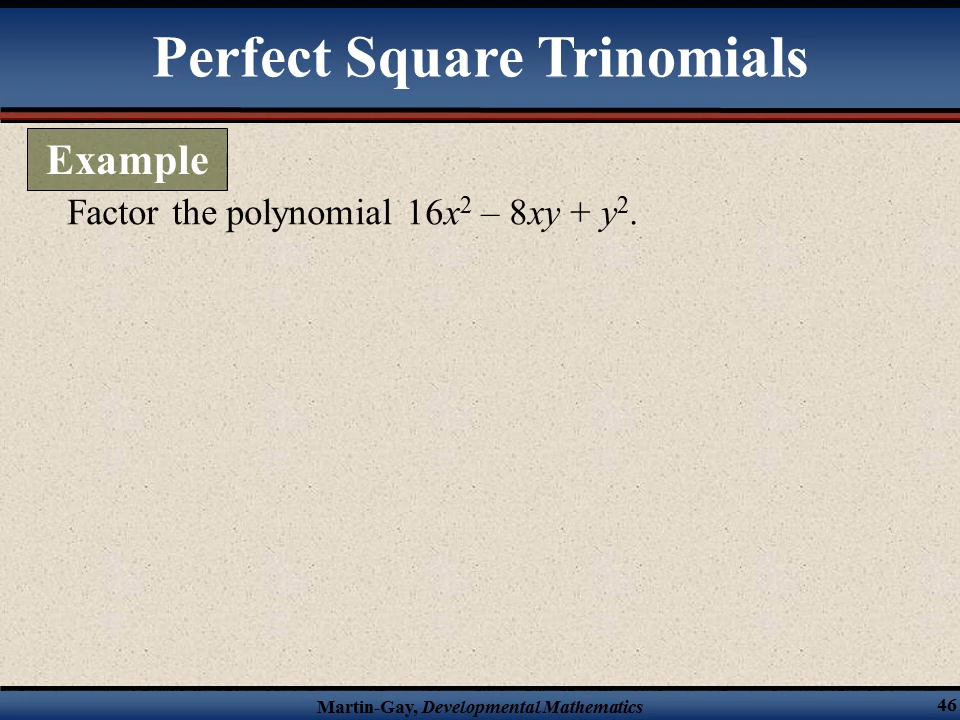 Perfect Square Trinomials
Example
Factor the polynomial 16x² – 8xy + y².
Martin-Gay, Developmental Mathematics
46